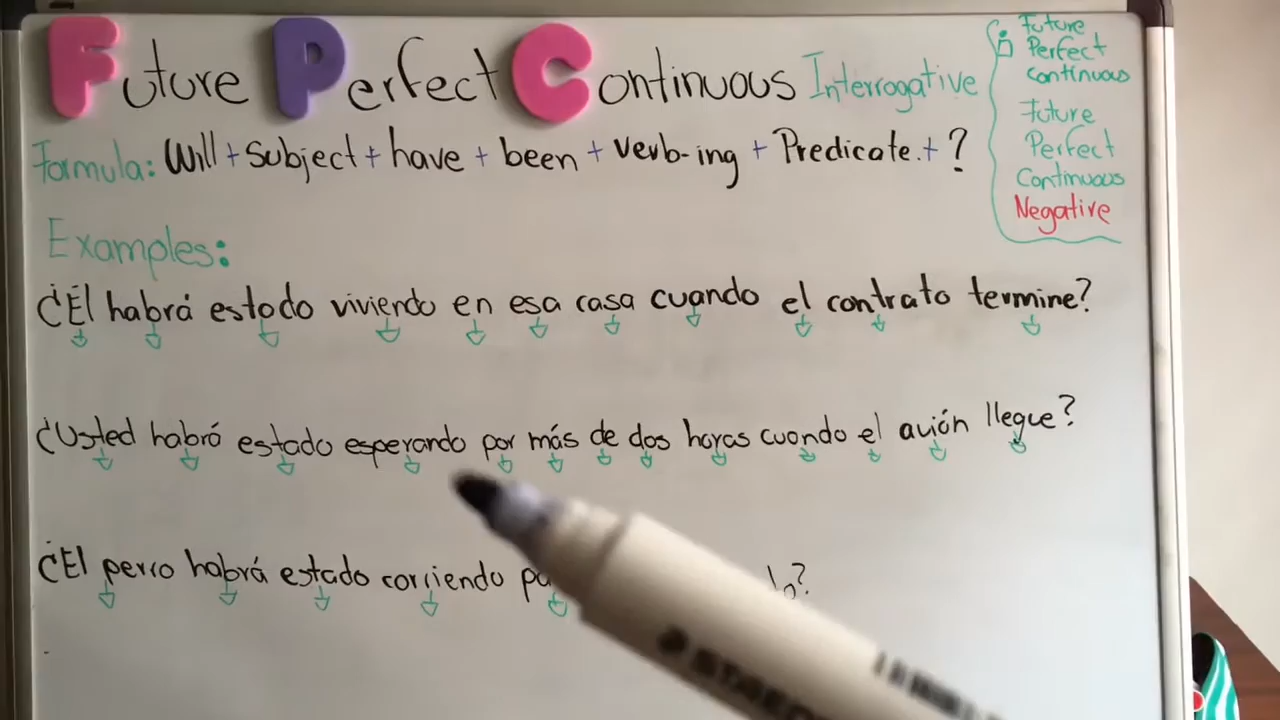 Future Perfect Continuous Interrogative
Formula: Will + Subject + have + been + verb-ing + Predicate. + ?
Examples:
¿Él habrá estado viviendo en esa casa cuando el contrato termine?
¿Usted habrá estado esperando por más de dos horas cuando el avión llegue?
¿El perro habrá estado corriendo
Future
Perfect
continuous
Future
Perfect
Continuous
Negative